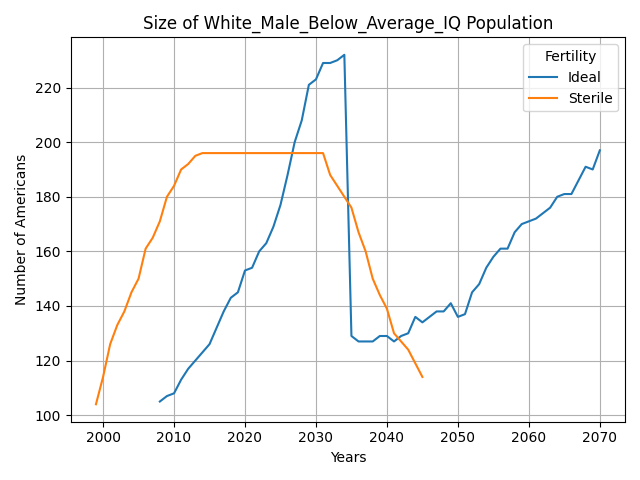 Size of White_Male_Below_Average_IQ Population
Fertility
Ideal
Sterile
Number of Americans
220
200
180
160
140
120
100
2000 2010 2020 2030 2040 2050 2060 2070
Years